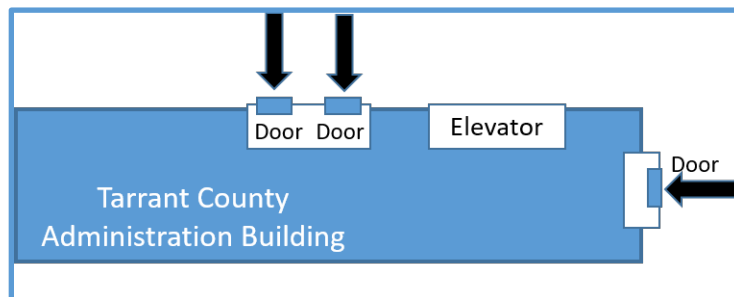 Door Door
Elevator
Door
Tarrant County
Administration Building